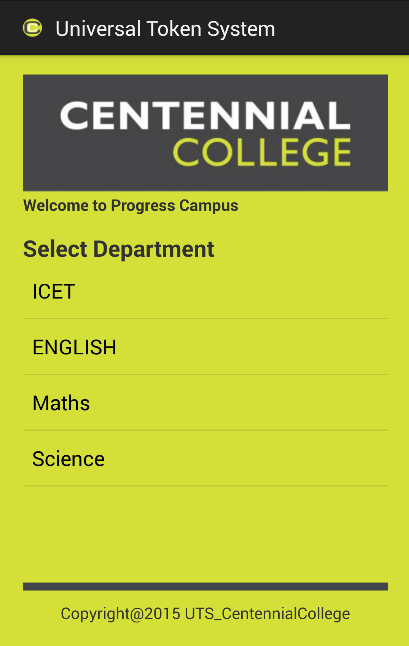 Universal Token System
CENTENNIAL
COLLEGE
Welcome to Progress Campus
Select Department
ICET
ENGLISH
Maths
Science
Copyright@2015 UTS_CentennialCollege